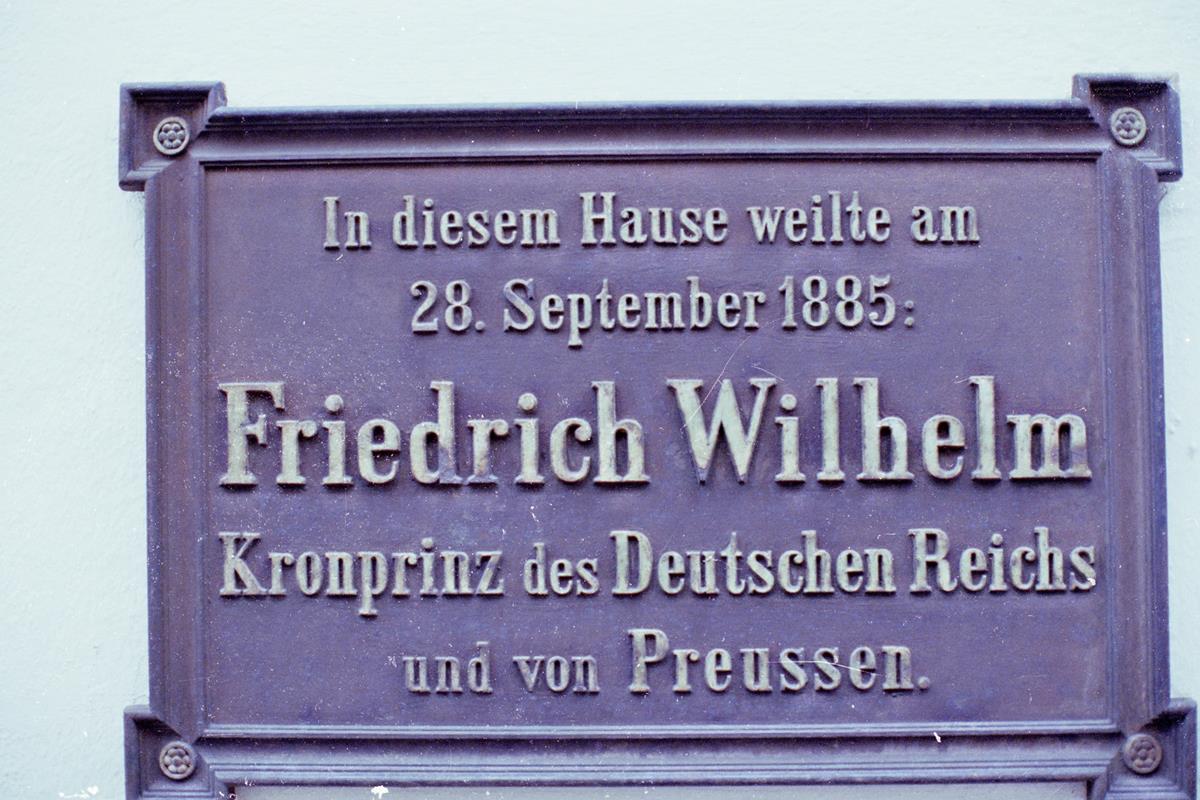 In diesem Hause weilte am
28. September 1885:
Friedrich Wilhelm
Kronprinz des Deutschen Reichs
und von Preussen.